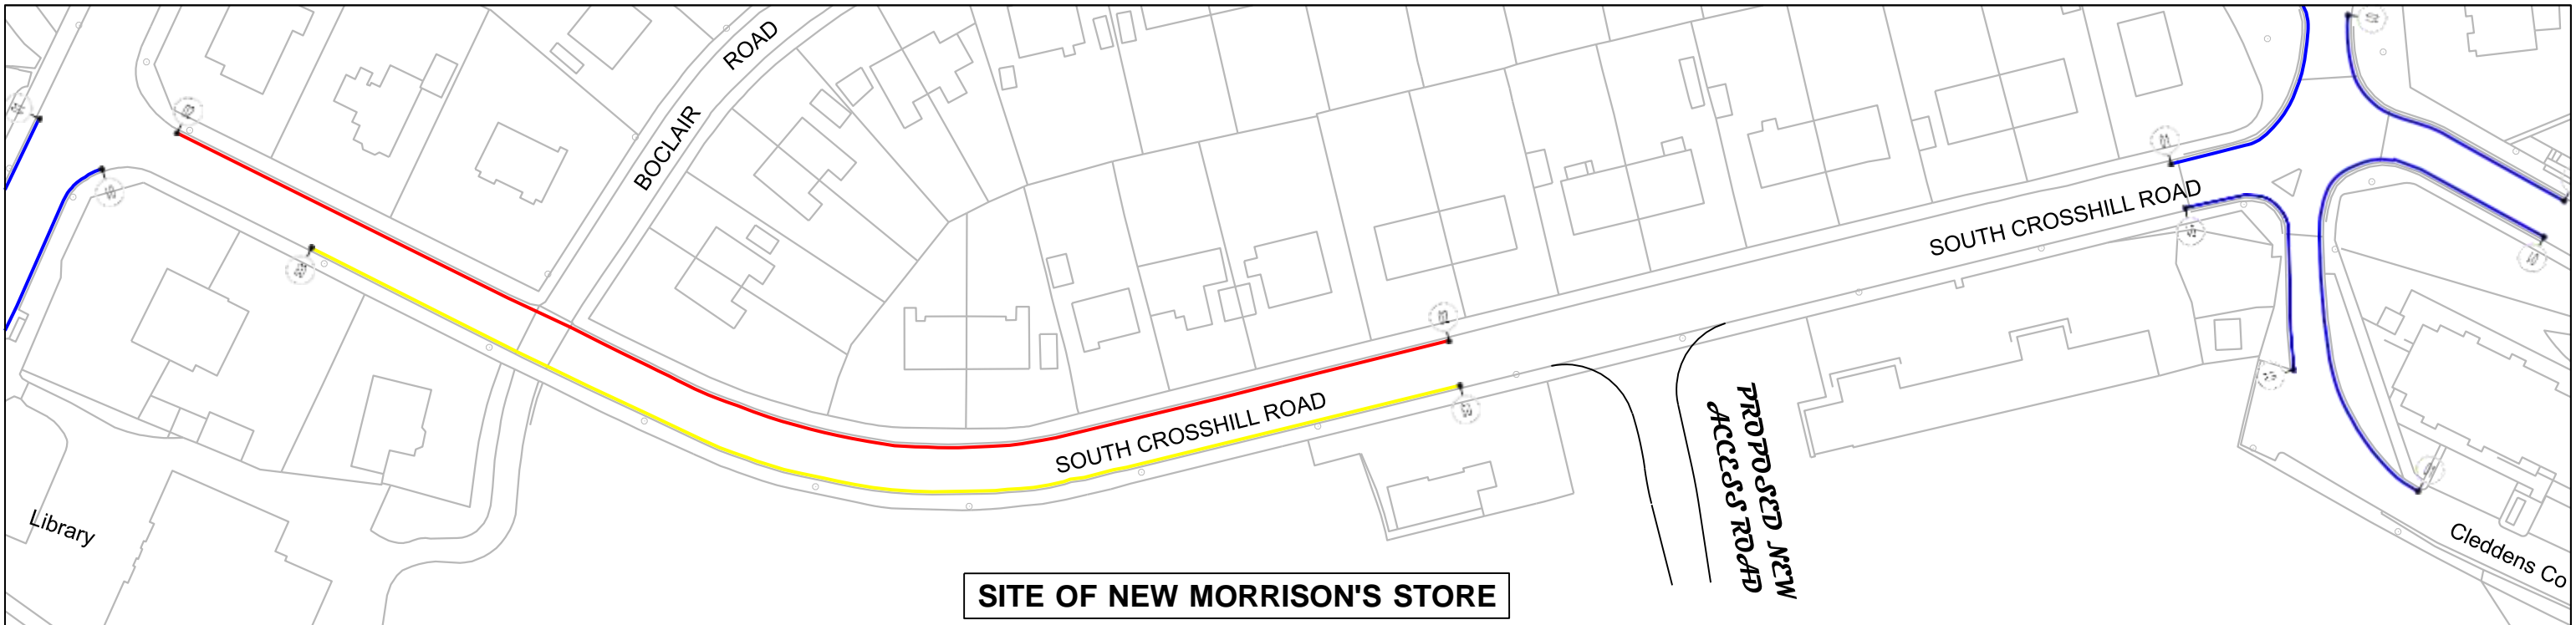 ROAD
BOCLAIR
SOUTH CROSSHILL ROAD
SOUTH CROSSHILL ROAD
PROPOSED NEW
ACCESS ROAD
Library
Cleddens Co
SITE OF NEW MORRISON'S STORE